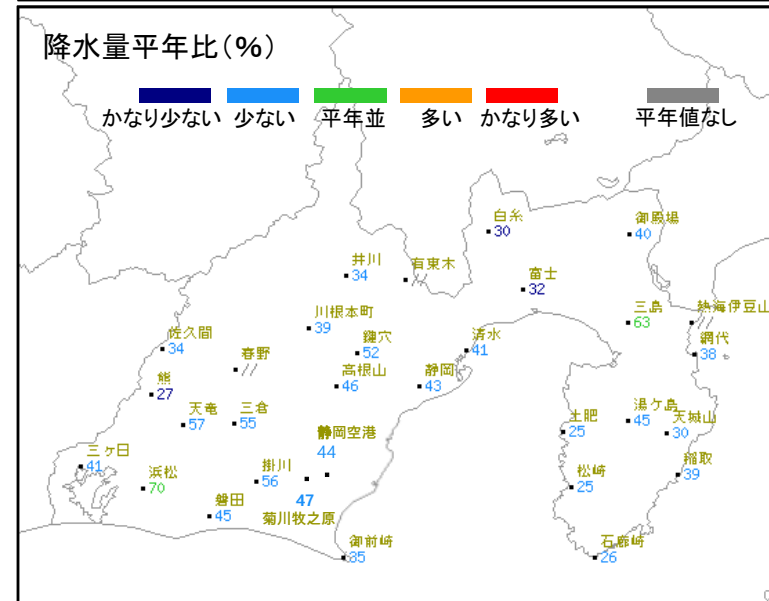 降水量平年比(%)
かなり少ない 少ない 平年並 多い かなり多い 平年値なし
白糸
30
御殿場
40
井川
34
有東木
//
富士
32
三島
63
熱海伊豆山
//
川根本町
39
佐久間
34
春野
//
鍵穴
52
清水
41
網代
38
熊
27
高根山
46
静岡
43
天竜
57
三倉
55
静岡空港
44
土肥
25
湯ケ島
45
天城山
30
三ケ日
41
浜松
70
掛川
56
47
菊川牧之原
磐田
45
松崎
25
稲取
39
御前崎
35
石廊崎
26